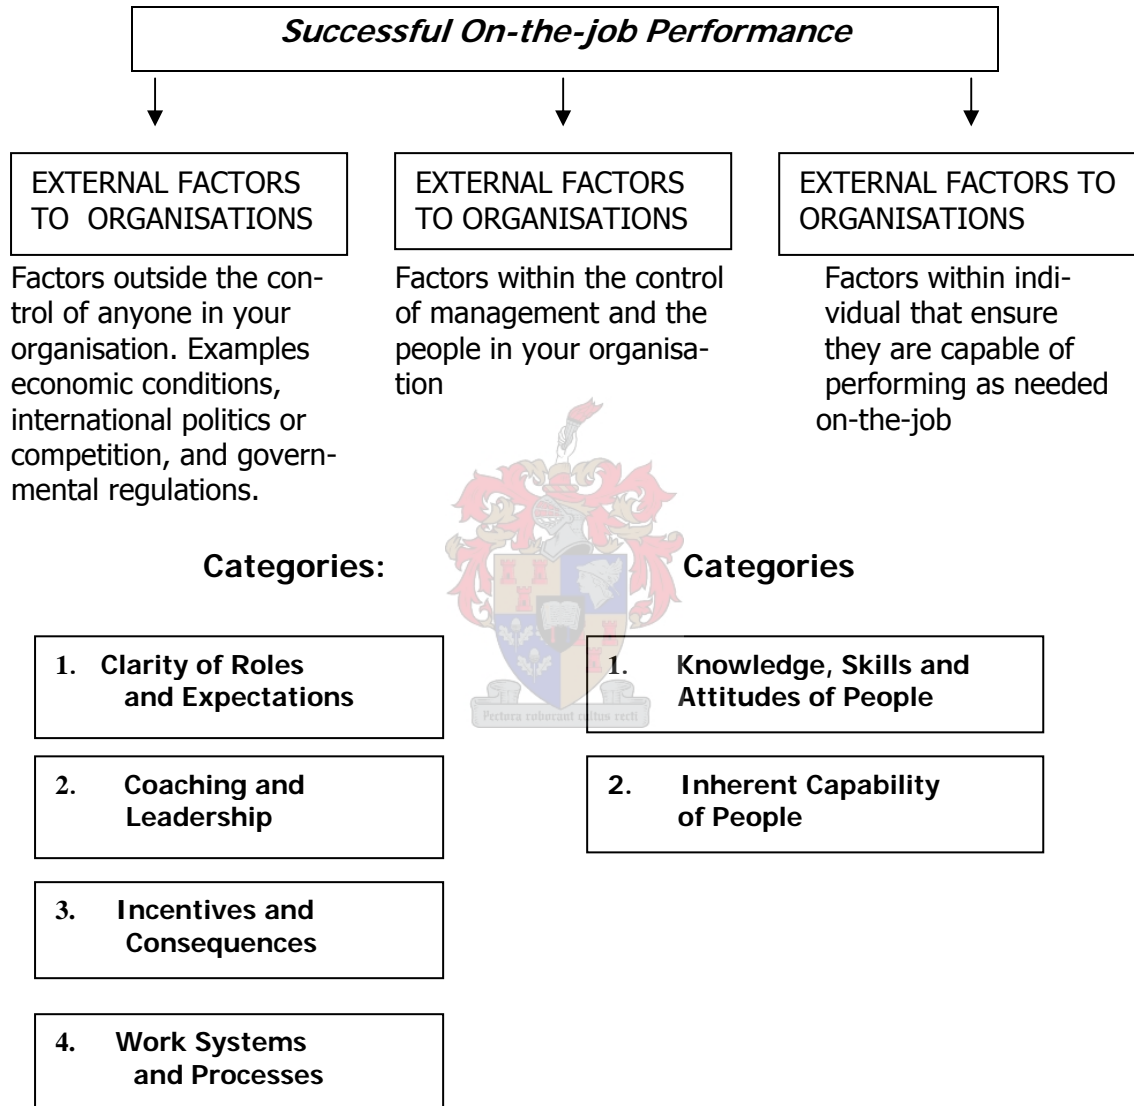 Successful On-the-job Performance
EXTERNAL FACTORS
TO ORGANISATIONS
Factors outside the con-
trol of anyone in your
organisation. Examples
economic conditions,
international politics or
competition, and govern-
mental regulations.
EXTERNAL FACTORS
TO ORGANISATIONS
Factors within the control
of management and the
people in your organisa-
tion
EXTERNAL FACTORS TO
ORGANISATIONS
Factors within indi-
vidual that ensure
they are capable of
performing as needed
on-the-job
Categories:
1. Clarity of Roles
and Expectations
2. Coaching and
Leadership
3. Incentives and
Consequences
4. Work Systems
and Processes
Categories
1. Knowledge, Skills and
Attitudes of People
2. Inherent Capability
of People
Pectora roborant cultus recti